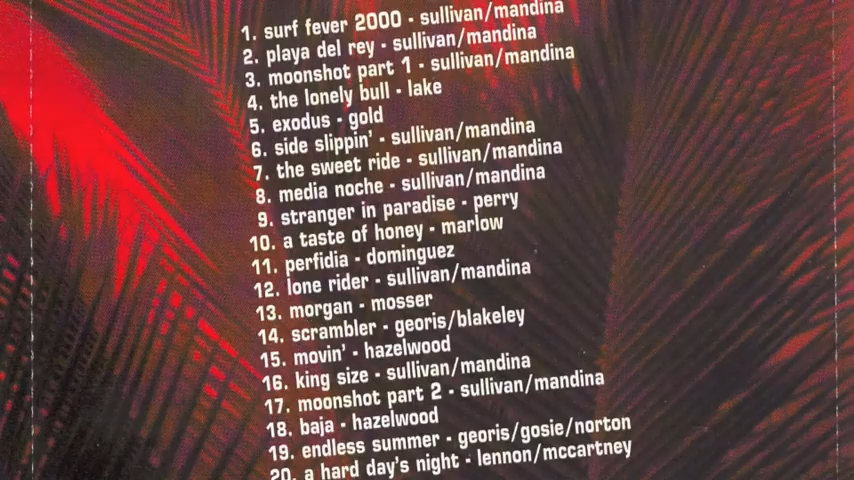 1. surf fever 2000 - sullivan/mandina
2. playa del rey - sullivan/mandina
3. moonshot part 1 - sullivan/mandina
4. the lonely bull - lake
5. exodus - gold
6. side slippin' - sullivan/mandina
7. the sweet ride - sullivan/mandina
8. media noche - sullivan/mandina
9. stranger in paradise - perry
10. a taste of honey - marlow
11. perfidia - dominguez
12. lone rider - sullivan/mandina
13. morgan - mosser
14. scrambler - georis/blakeley
15. movin' - hazelwood
16. king size - sullivan/mandina
17. moonshot part 2 - sullivan/mandina
18. baja - hazelwood
19. endless summer - georis/gosie/norton
20. a hard day's night - lennon/mccartney